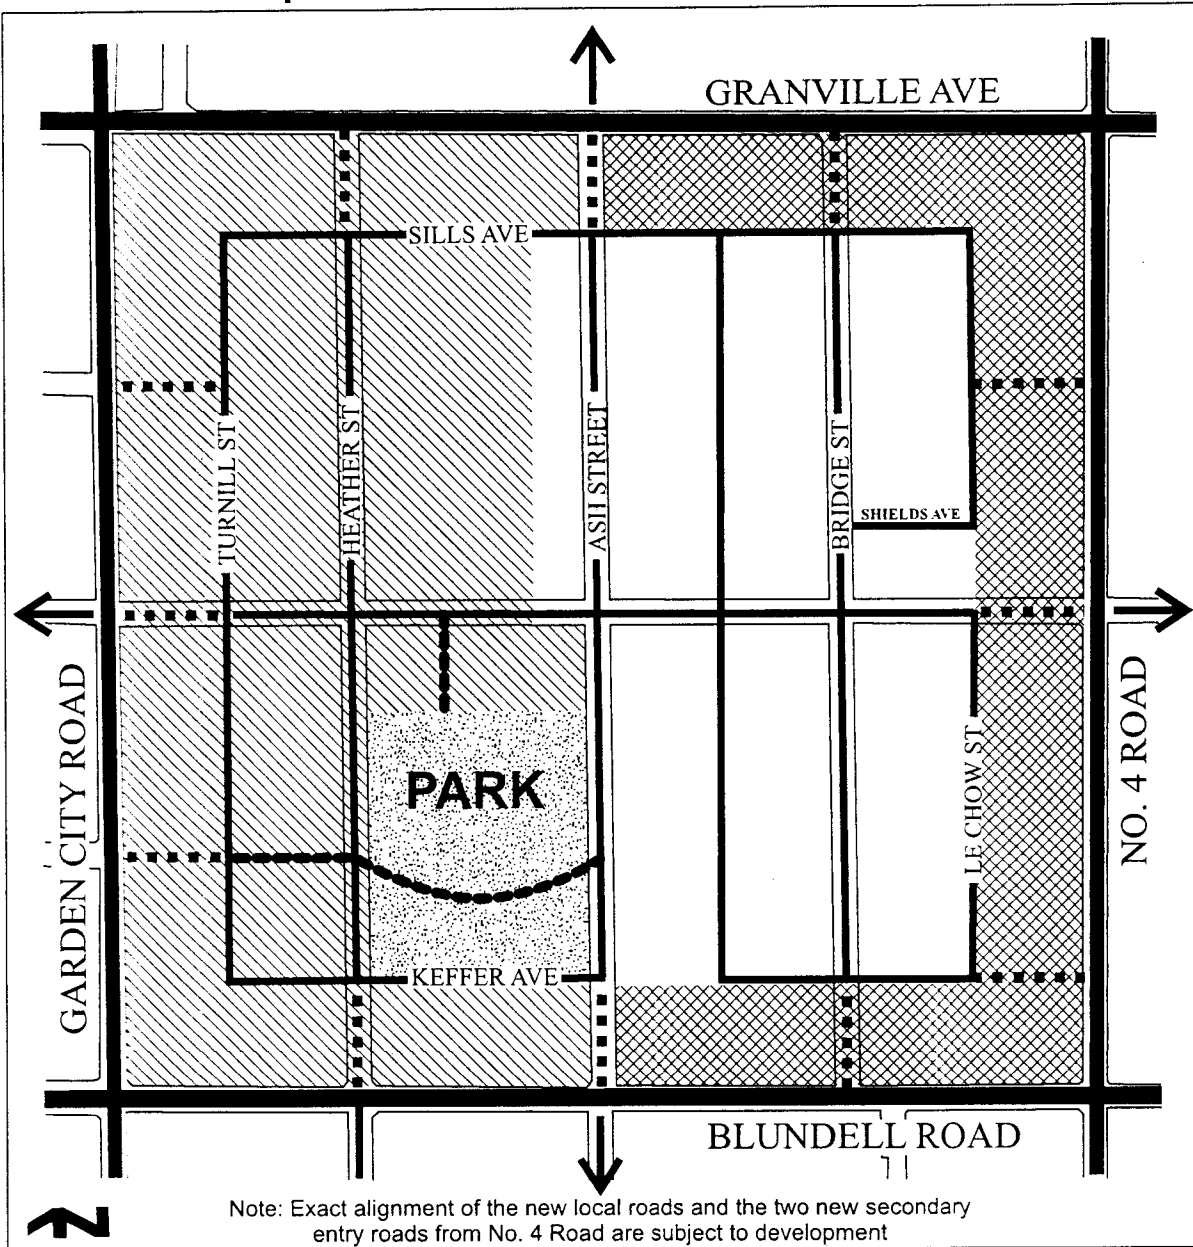 GRANVILLE AVE
SILLS AVE
TURNILL ST
HEATHER ST
ASH STREET
BRIDGE ST
SHIELDS AVE
GARDEN CITY ROAD
PARK
LE CHOW ST
NO. 4 ROAD
KEFFER AVE
BLUNDELL ROAD
N
Note: Exact alignment of the new local roads and the two new secondary
entry roads from No. 4 Road are subject to development